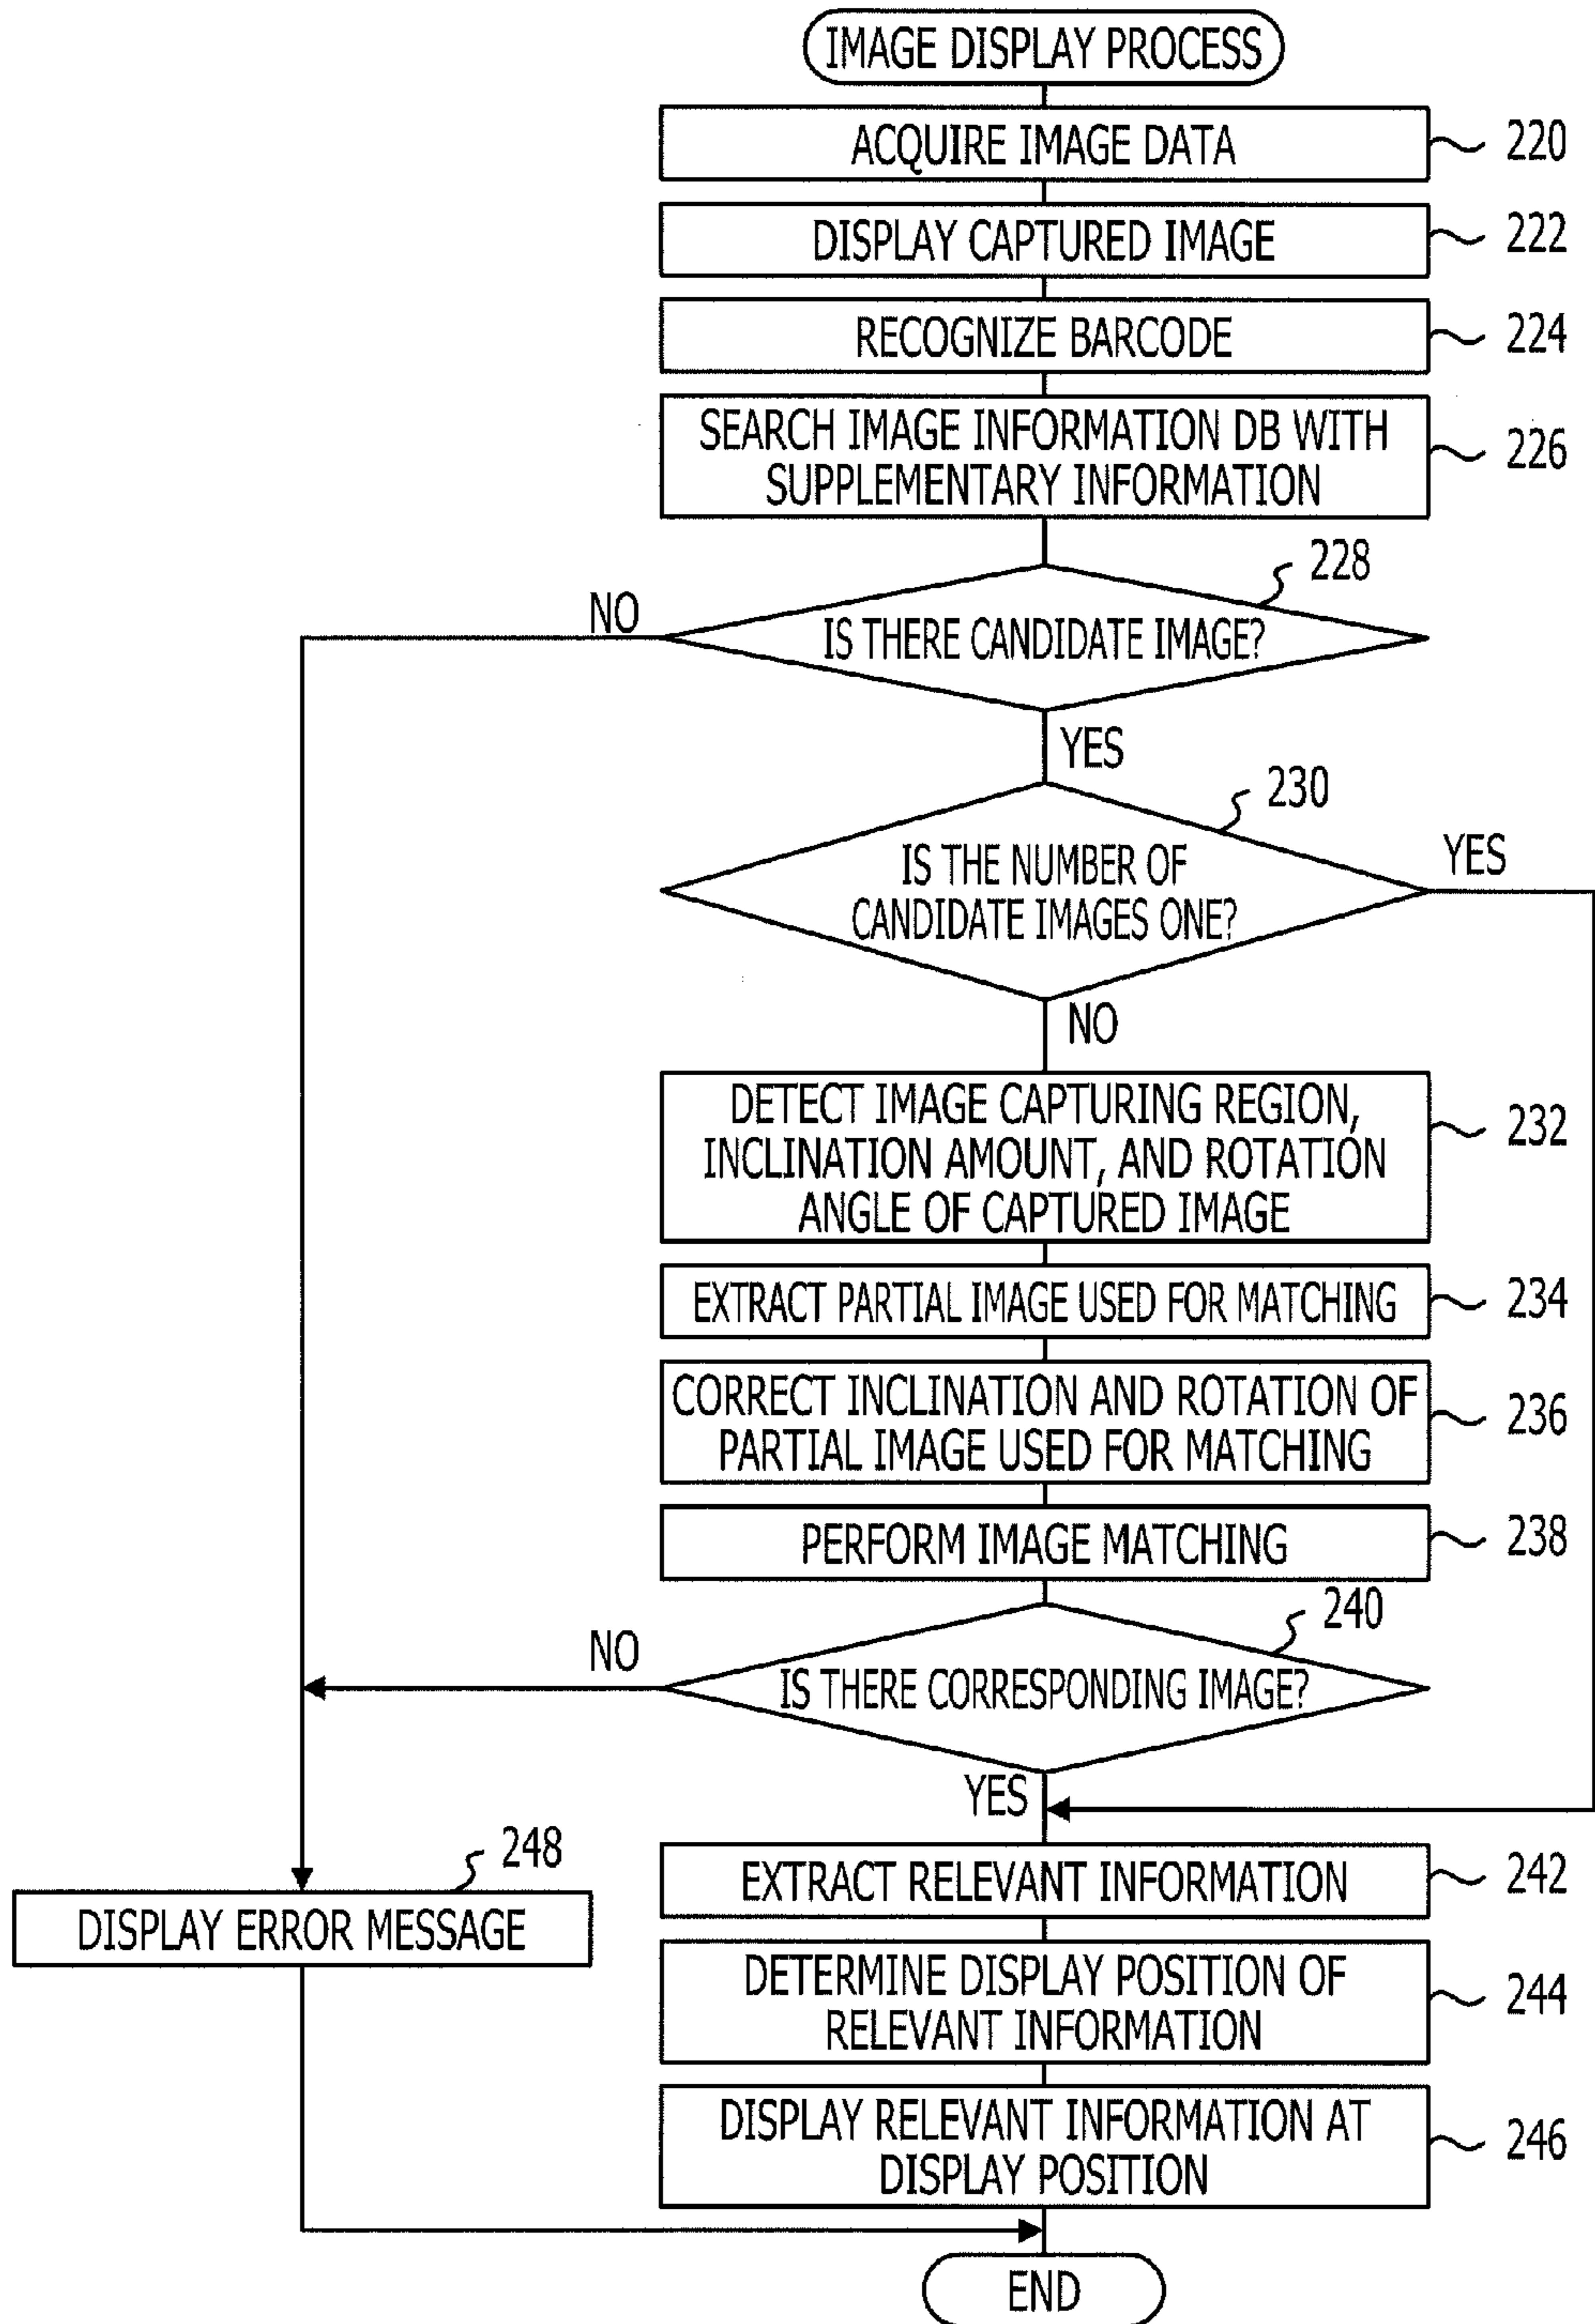 IMAGE DISPLAY PROCESS
ACQUIRE IMAGE DATA
220
DISPLAY CAPTURED IMAGE
222
RECOGNIZE BARCODE
224
SEARCH IMAGE INFORMATION DB WITH
SUPPLEMENTARY INFORMATION
226
228
NO
IS THERE CANDIDATE IMAGE?
YES
230
YES
IS THE NUMBER OF
CANDIDATE IMAGES ONE?
NO
DETECT IMAGE CAPTURING REGION,
INCLINATION AMOUNT, AND ROTATION
ANGLE OF CAPTURED IMAGE
232
EXTRACT PARTIAL IMAGE USED FOR MATCHING
234
CORRECT INCLINATION AND ROTATION OF
PARTIAL IMAGE USED FOR MATCHING
236
PERFORM IMAGE MATCHING
238
240
NO
IS THERE CORRESPONDING IMAGE?
YES
248
DISPLAY ERROR MESSAGE
EXTRACT RELEVANT INFORMATION
242
DETERMINE DISPLAY POSITION OF
RELEVANT INFORMATION
244
DISPLAY RELEVANT INFORMATION AT
DISPLAY POSITION
246
END